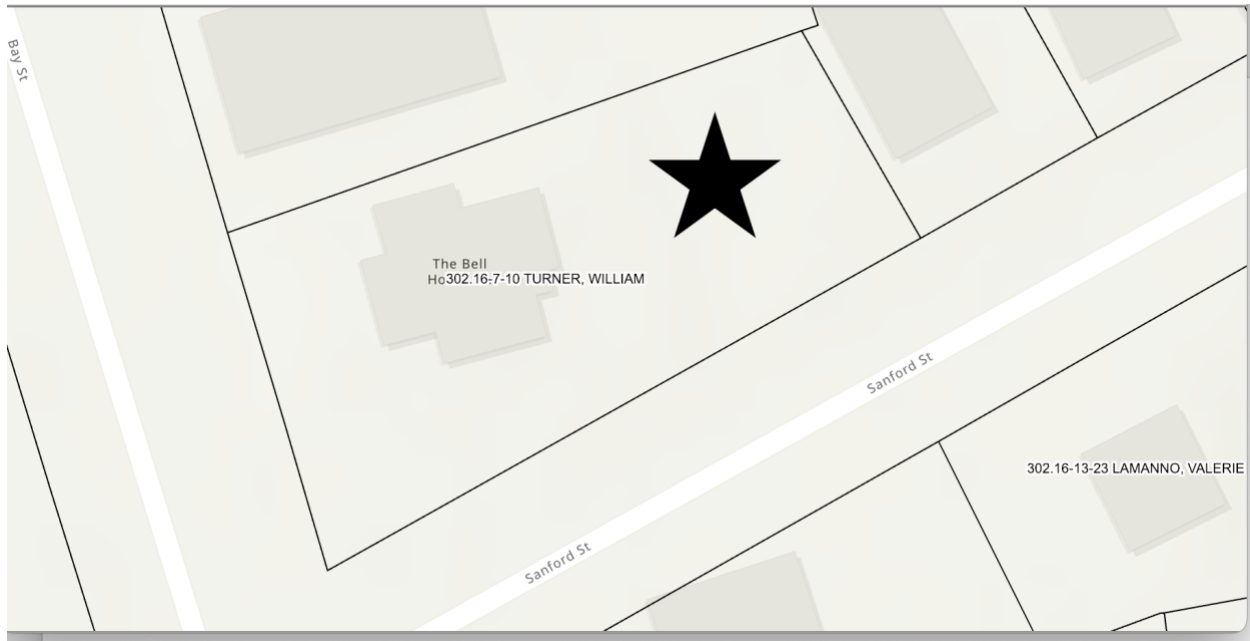 Bay St
The Bell
Ho302.16-7-10 TURNER, WILLIAM
Sanford St
302.16-13-23 LAMANNO, VALERIE
Sanford St